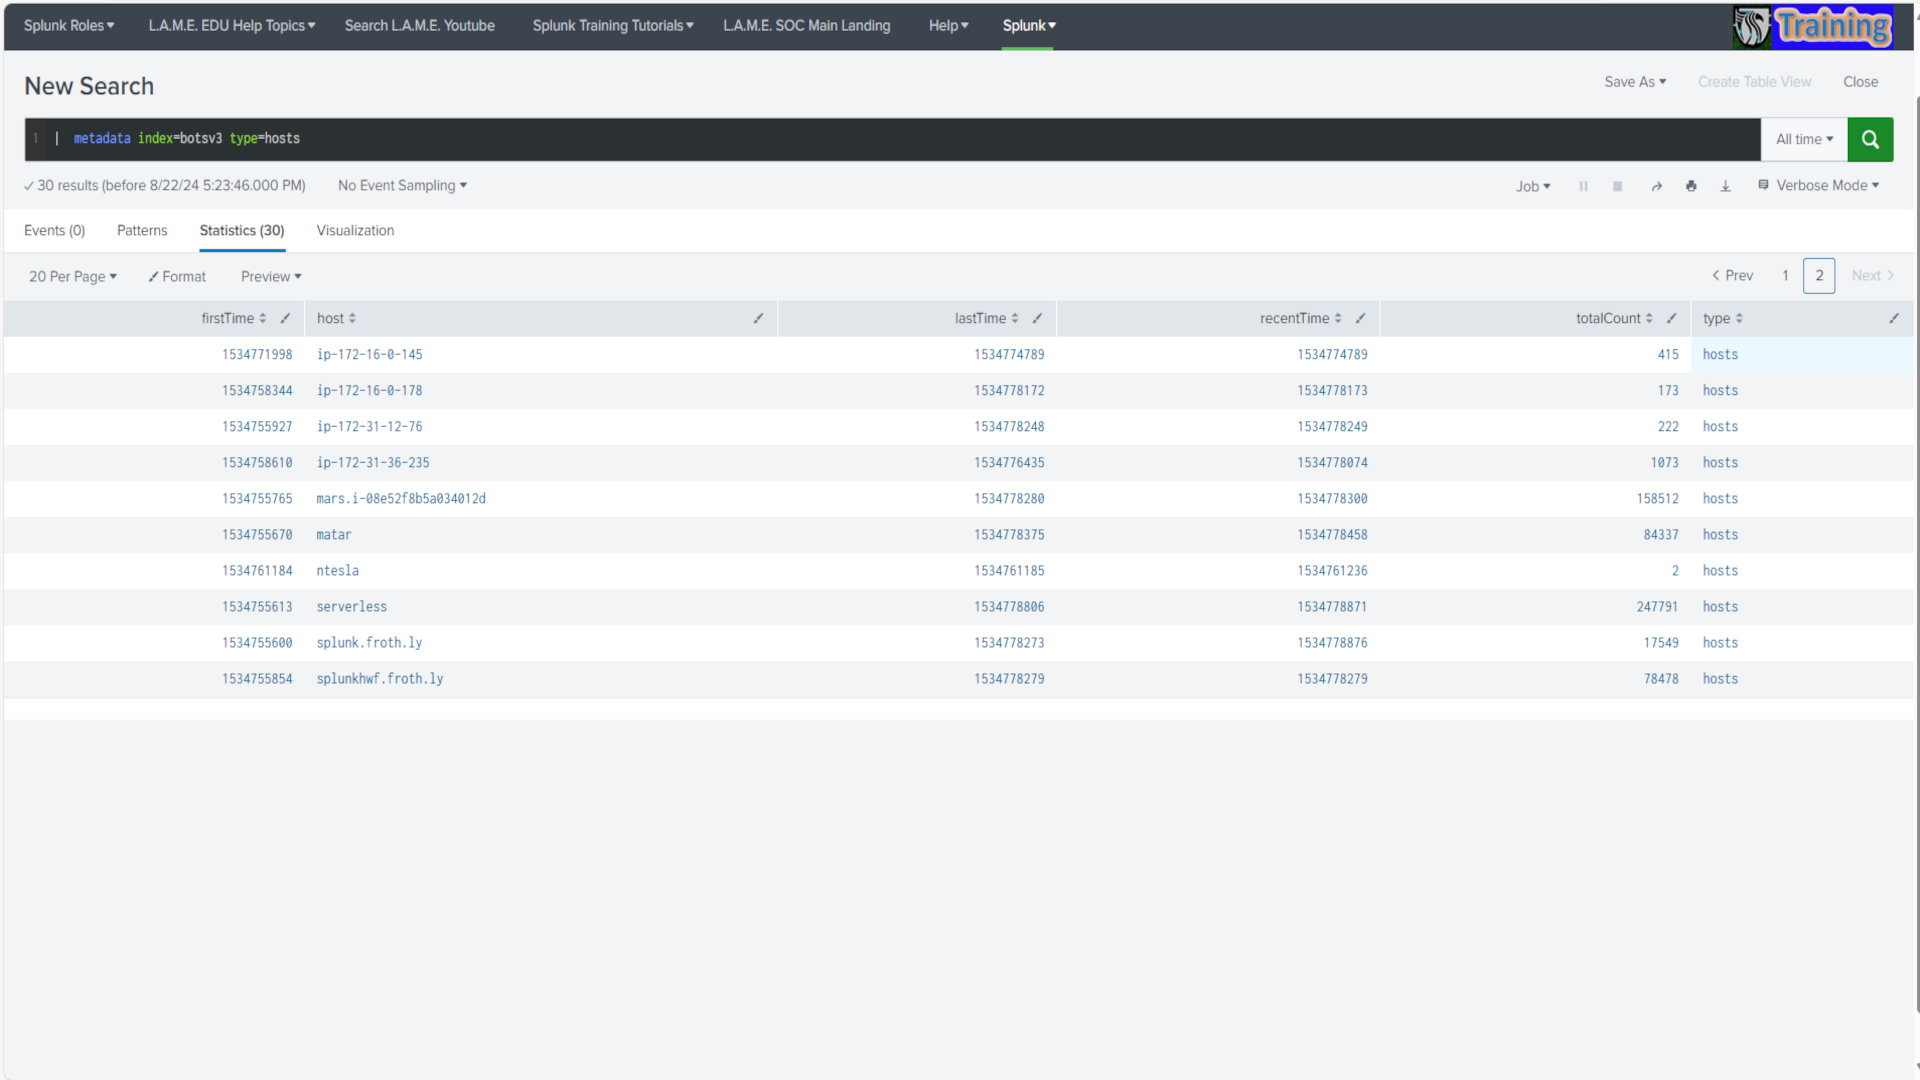 Splunk Roles L.A.M.E. EDU Help Topics Search L.A.M.E. Youtube Splunk Training Tutorials L.A.M.E. SOC Main Landing Help Splunk Training
New Search Save As Create Table View Close
1 | metadata index=botsv3 type=hosts All time
30 results (before 8/22/24 5:23:46.000 PM) No Event Sampling Job Verbose Mode
Events (0) Patterns Statistics (30) Visualization
20 Per Page Format Preview < Prev 1 2 Next >
firstTime host lastTime recentTime totalCount type
1534771998 ip-172-16-0-145 1534774789 1534774789 415 hosts
1534758344 ip-172-16-0-178 1534778172 1534778173 173 hosts
1534755927 ip-172-31-12-76 1534778248 1534778249 222 hosts
1534758610 ip-172-31-36-235 1534776435 1534778074 1073 hosts
1534755765 mars.i-08e52f8b5a034012d 1534778280 1534778300 158512 hosts
1534755670 matar 1534778375 1534778458 84337 hosts
1534761184 ntesla 1534761185 1534761236 2 hosts
1534755613 serverless 1534778806 1534778871 247791 hosts
1534755600 splunk.froth.ly 1534778273 1534778876 17549 hosts
1534755854 splunkhwf.froth.ly 1534778279 1534778279 78478 hosts